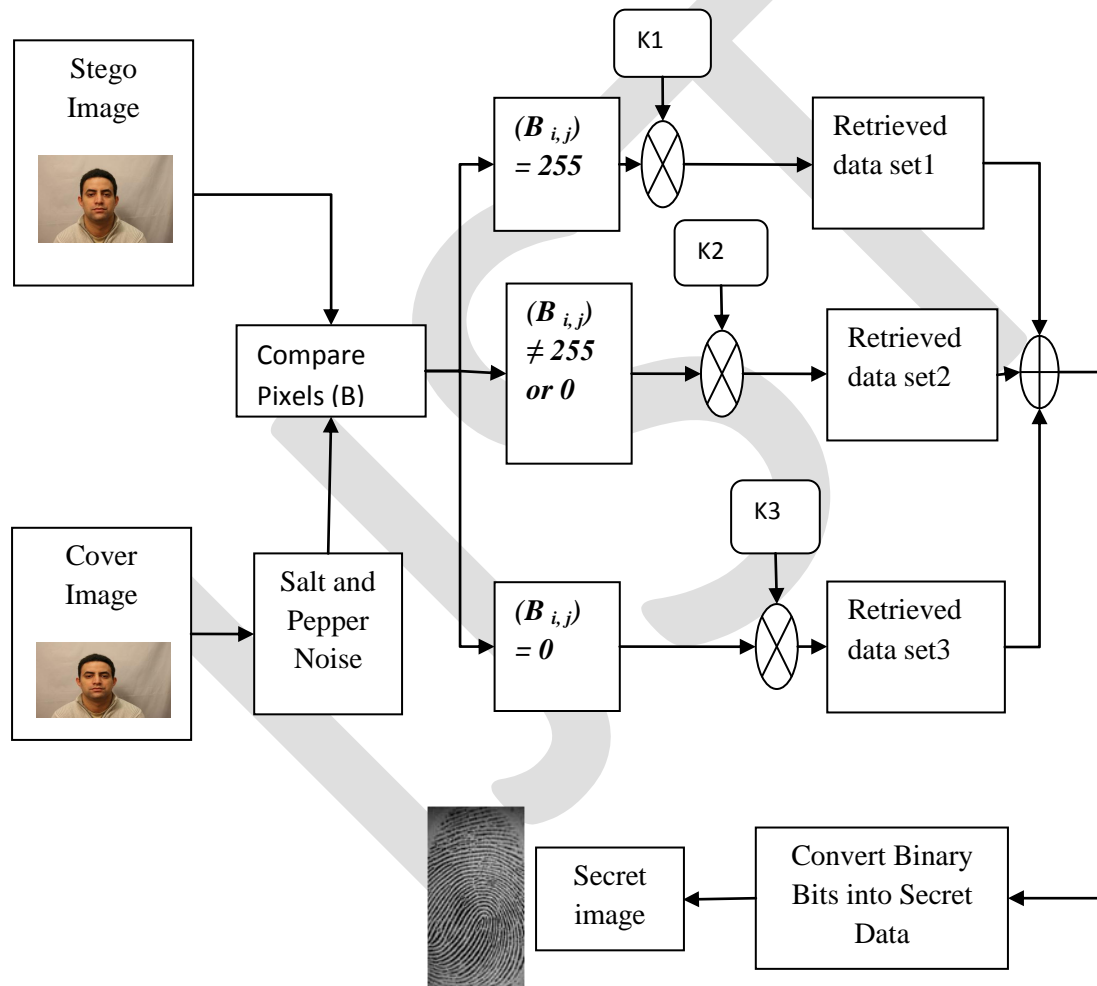 Stego
Image
K1
(B i, j)
= 255
Retrieved
data set1
K2
(B i, j)
≠ 255
or 0
Retrieved
data set2
Compare
Pixels (B)
K3
Cover
Image
Salt and
Pepper
Noise
(B i, j)
= 0
Retrieved
data set3
Secret
image
Convert Binary
Bits into Secret
Data